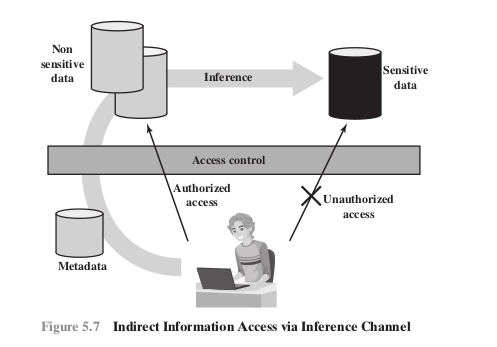 Non
sensitive
data
Inference
Sensitive
data
Access control
Authorized
access
Unauthorized
access
Metadata
Figure 5.7 Indirect Information Access via Inference Channel